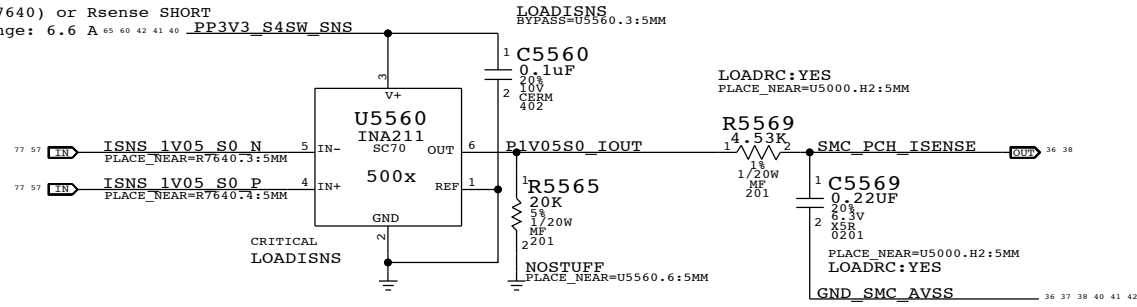 7640) or Rsense SHORT
nge: 6.6 A 65 60 42 41 40 PP3V3_S4SW_SNS
LOADISNS
BYPASS=U5560.3:5MM
1 C5560
0.1uF
20%
10V
2 CERM
402
LOADRC:YES
PLACE_NEAR=U5000.H2:5MM
3
V+
U5560
INA211
SC70
500x
77 57 IN ISNS_1V05_S0_N 5 IN-
PLACE_NEAR=R7640.3:5MM
77 57 IN ISNS_1V05_S0_P 4 IN+
PLACE_NEAR=R7640.4:5MM
OUT 6 P1V05S0_IOUT
REF 1
GND
2
R5569
4.53K
1 2
1%
1/20W
MF
201
SMC_PCH_ISENSE OUT 36 38
1 R5565
20K
5%
1/20W
MF
2 201
1 C5569
0.22UF
20%
2 6.3V
X5R
0201
CRITICAL
LOADISNS
NOSTUFF
PLACE_NEAR=U5560.6:5MM
PLACE_NEAR=U5000.H2:5MM
LOADRC:YES
GND_SMC_AVSS 36 37 38 40 41 42